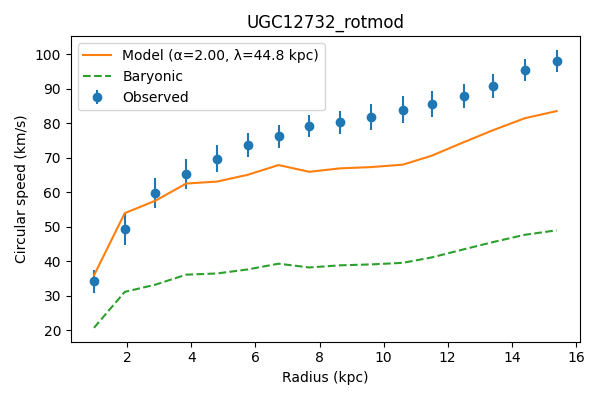 UGC12732_rotmod
Model (α=2.00, λ=44.8 kpc)
Baryonic
Observed
Circular speed (km/s)
100
90
80
70
60
50
40
30
20
2 4 6 8 10 12 14 16
Radius (kpc)